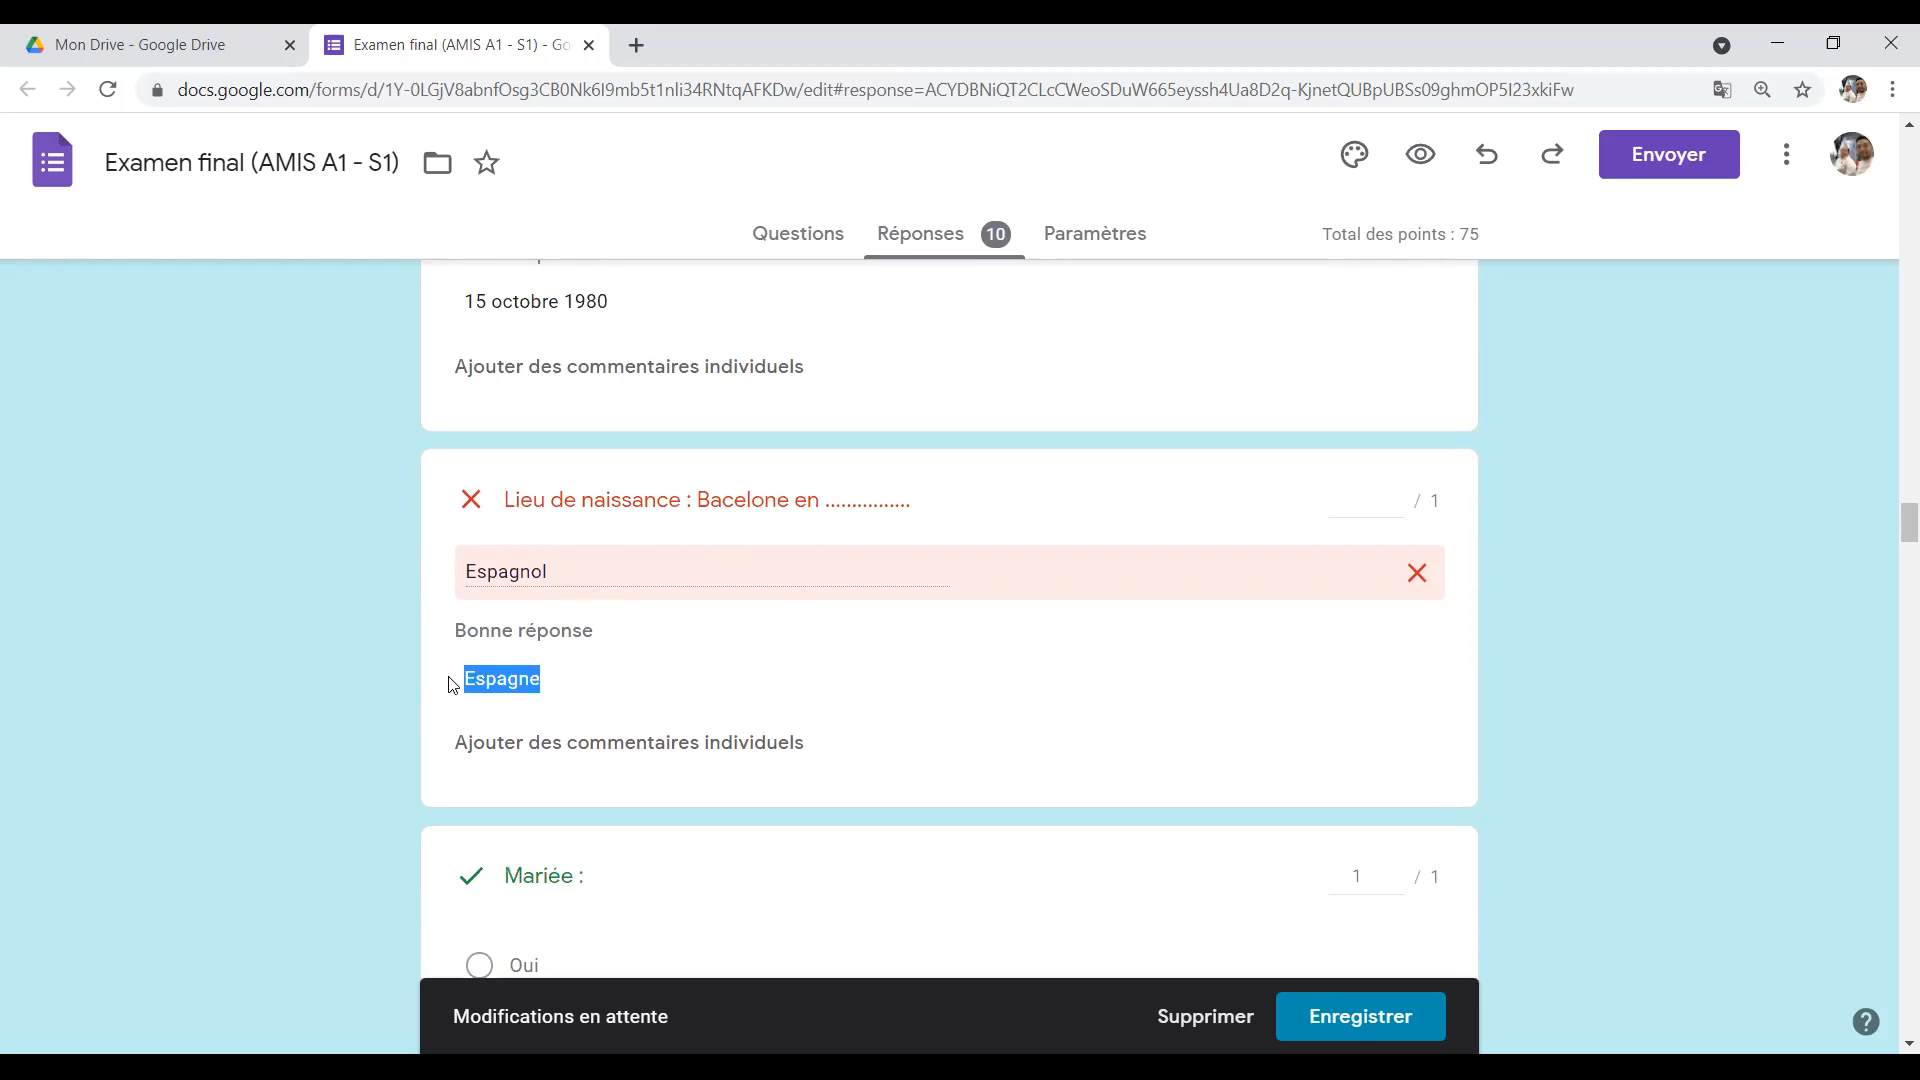 Mon Drive - Google Drive
Examen final (AMIS A1 - S1) - Go
docs.google.com/forms/d/1Y-0LGjV8abnfOsg3CB0Nk6I9mb5t1nli34RNtqAFKDw/edit#response=ACYDBNiQT2CLcCWeoSDuW665eyssh4Ua8D2q-KjnetQUBpUBSs09ghmOP5I23xkiFw
Examen final (AMIS A1 - S1)
Envoyer
Questions Réponses 10 Paramètres Total des points : 75
15 octobre 1980
Ajouter des commentaires individuels
Lieu de naissance : Bacelone en ................ / 1
Espagnol
Bonne réponse
Espagne
Ajouter des commentaires individuels
Mariée : 1 / 1
Oui
Modifications en attente Supprimer Enregistrer